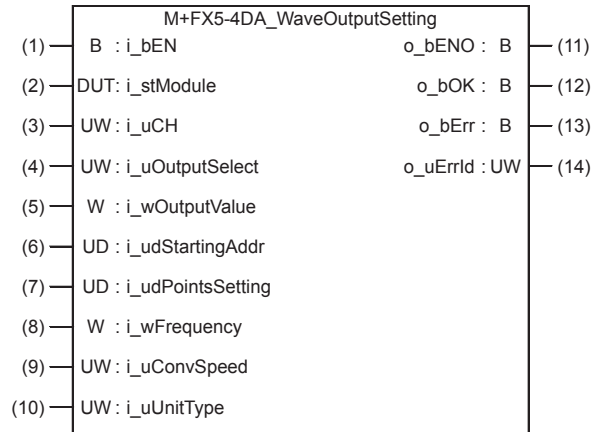 M+FX5-4DA_WaveOutputSetting
(1) B : i_bEN o_bENO : B (11)
(2) DUT: i_stModule o_bOK : B (12)
(3) UW : i_uCH o_bErr : B (13)
(4) UW : i_uOutputSelect o_uErrId : UW (14)
(5) W : i_wOutputValue
(6) UD : i_udStartingAddr
(7) UD : i_udPointsSetting
(8) W : i_wFrequency
(9) UW : i_uConvSpeed
(10) UW : i_uUnitType